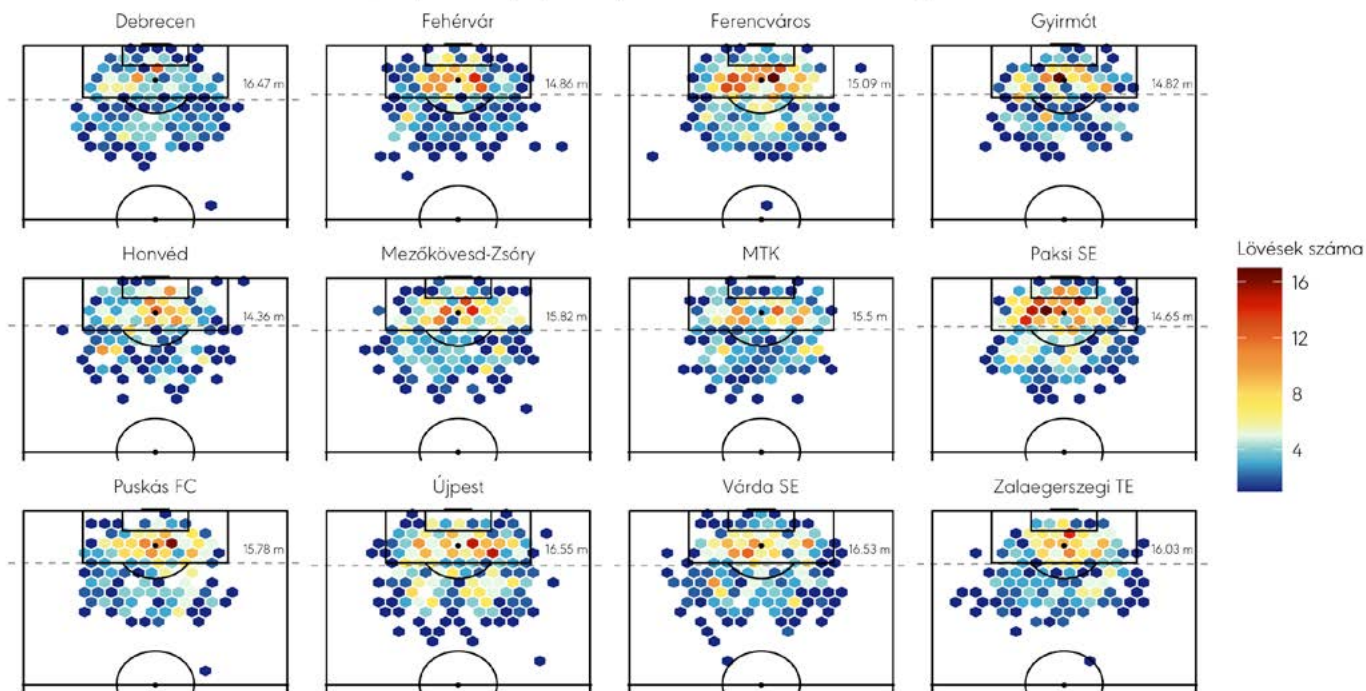 Debrecen
Fehérvár
Ferencváros
Gyirmót
16.47 m
14.86 m
15.09 m
14.82 m
Honvéd
Mezőkövesd-Zsóry
MTK
Paksi SE
14.36 m
15.82 m
15.5 m
14.65 m
Lövések száma
16
12
8
4
Puskás FC
Újpest
Várda SE
Zalaegerszegi TE
15.78 m
16.55 m
16.53 m
16.03 m